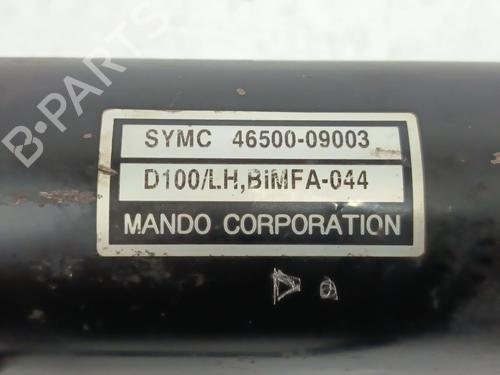 B-PARTS
SYMC 46500-09003
D100/LH,BiMFA-044
MANDO CORPORATION